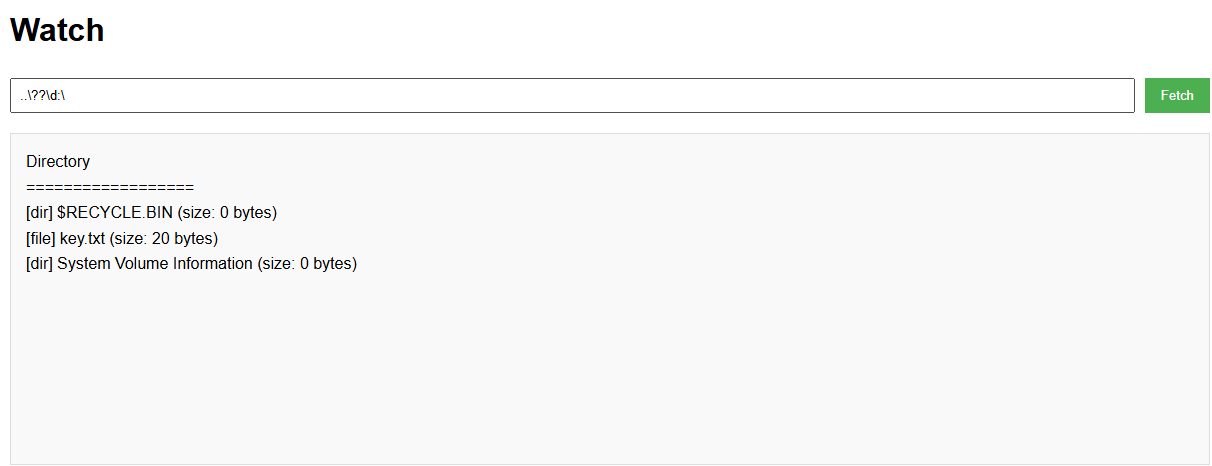 Watch
..\??\d:\
Fetch
Directory
==================
[dir] $RECYCLE.BIN (size: 0 bytes)
[file] key.txt (size: 20 bytes)
[dir] System Volume Information (size: 0 bytes)